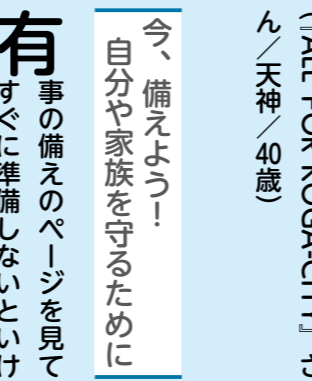 (『ALL FOR KOGA-CITY』さ
ん／天神／40歳)
今、備えよう！
自分や家族を守るために
有事の備えのページを見て
すぐに準備しないといけ